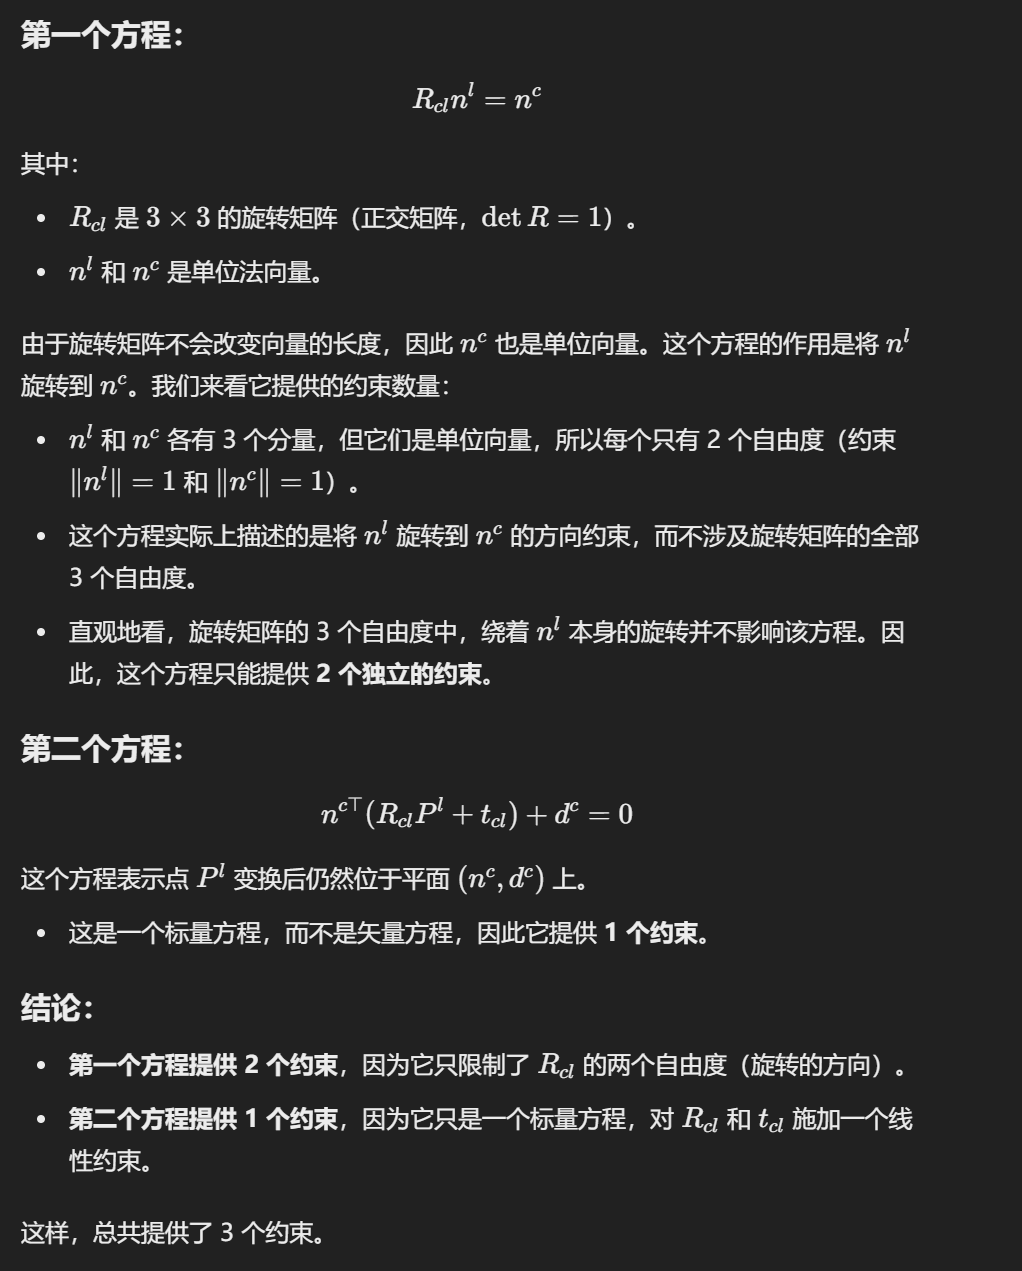 第一个方程：
R_{cl}n^l = n^c
其中：
• R_{cl} 是 3 × 3 的旋转矩阵（正交矩阵，det R = 1）。
• n^l 和 n^c 是单位法向量。
由于旋转矩阵不会改变向量的长度，因此 n^c 也是单位向量。这个方程的作用是将 n^l
旋转到 n^c。我们来看它提供的约束数量：
• n^l 和 n^c 各有 3 个分量，但它们是单位向量，所以每个只有 2 个自由度（约束
‖n^l‖ = 1 和 ‖n^c‖ = 1）。
• 这个方程实际上描述的是将 n^l 旋转到 n^c 的方向约束，而不涉及旋转矩阵的全部
3 个自由度。
• 直观地看，旋转矩阵的 3 个自由度中，绕着 n^l 本身的旋转并不影响该方程。因
此，这个方程只能提供 2 个独立的约束。
第二个方程：
n^{c⊤}(R_{cl}P^l + t_{cl}) + d^c = 0
这个方程表示点 P^l 变换后仍然位于平面 (n^c, d^c) 上。
• 这是一个标量方程，而不是矢量方程，因此它提供 1 个约束。
结论：
• 第一个方程提供 2 个约束，因为它只限制了 R_{cl} 的两个自由度（旋转的方向）。
• 第二个方程提供 1 个约束，因为它只是一个标量方程，对 R_{cl} 和 t_{cl} 施加一个线
性约束。
这样，总共提供了 3 个约束。